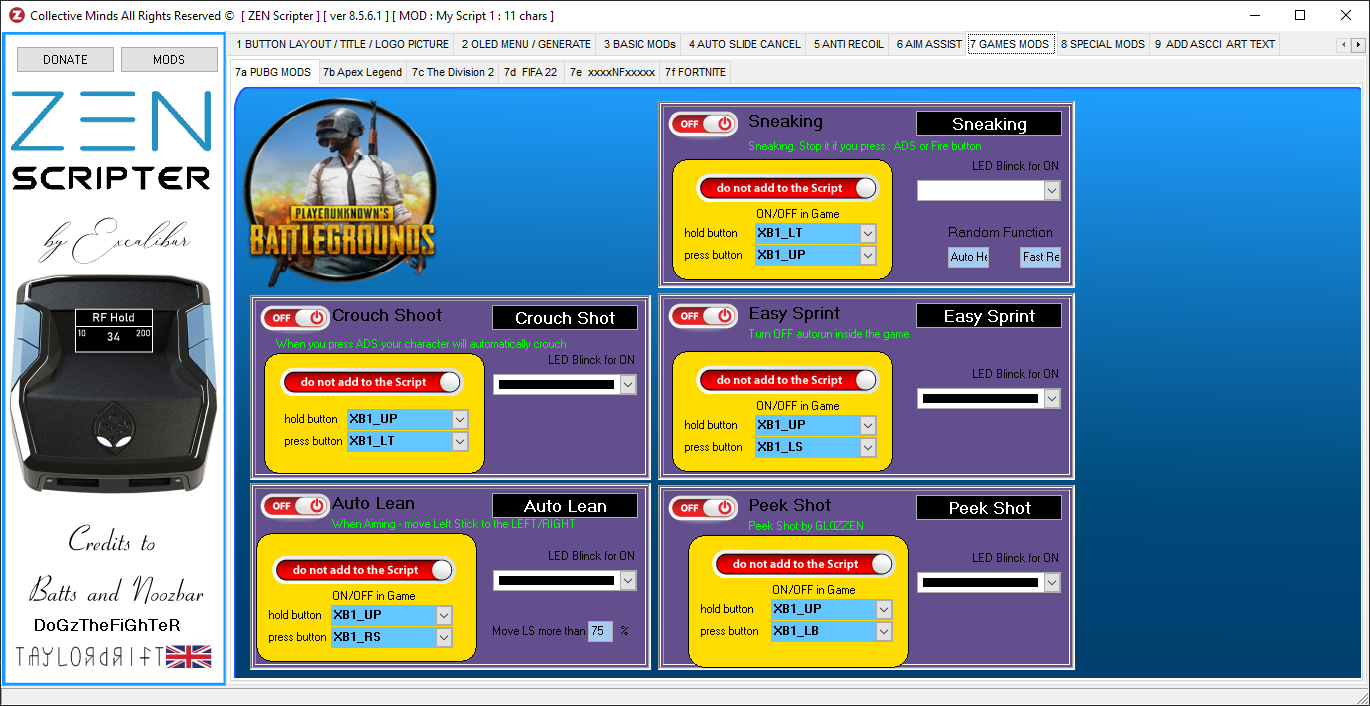 Collective Minds All Rights Reserved © [ ZEN Scripter ] [ ver 8.5.6.1 ] [ MOD : My Script 1 : 11 chars ]
DONATE MODS
1 BUTTON LAYOUT / TITLE / LOGO PICTURE 2 OLED MENU / GENERATE 3 BASIC MODs 4 AUTO SLIDE CANCEL 5 ANTI RECOIL 6 AIM ASSIST 7 GAMES MODS 8 SPECIAL MODS 9 ADD ASCCI ART TEXT
7a PUBG MODS 7b Apex Legend 7c The Division 2 7d FIFA 22 7e xxxxNFxxxxx 7f FORTNITE
ZEN
SCRIPTER
by Excalibur
RF Hold
10 34 200
Credits to
Batts and Noozbar
DoGzTheFiGhTeR
TAYLORdRIFT
PLAYERUNKNOWN'S
BATTLEGROUNDS
OFF Sneaking Sneaking
Sneaking. Stop it if you press : ADS or Fire button
LED Blinck for ON
do not add to the Script
ON/OFF in Game
hold button XB1_LT
press button XB1_UP
Random Function
Auto He Fast Re
OFF Crouch Shoot Crouch Shot
When you press ADS your character will automatically crouch
LED Blinck for ON
do not add to the Script
hold button XB1_UP
press button XB1_LT
OFF Easy Sprint Easy Sprint
Turn OFF autorun inside the game
LED Blinck for ON
do not add to the Script
ON/OFF in Game
hold button XB1_UP
press button XB1_LS
OFF Auto Lean Auto Lean
When Aiming - move Left Stick to the LEFT/RIGHT
LED Blinck for ON
do not add to the Script
ON/OFF in Game
hold button XB1_UP
press button XB1_RS
Move LS more than 75 %
OFF Peek Shot Peek Shot
Peek Shot by GL0ZZEN
LED Blinck for ON
do not add to the Script
ON/OFF in Game
hold button XB1_UP
press button XB1_LB